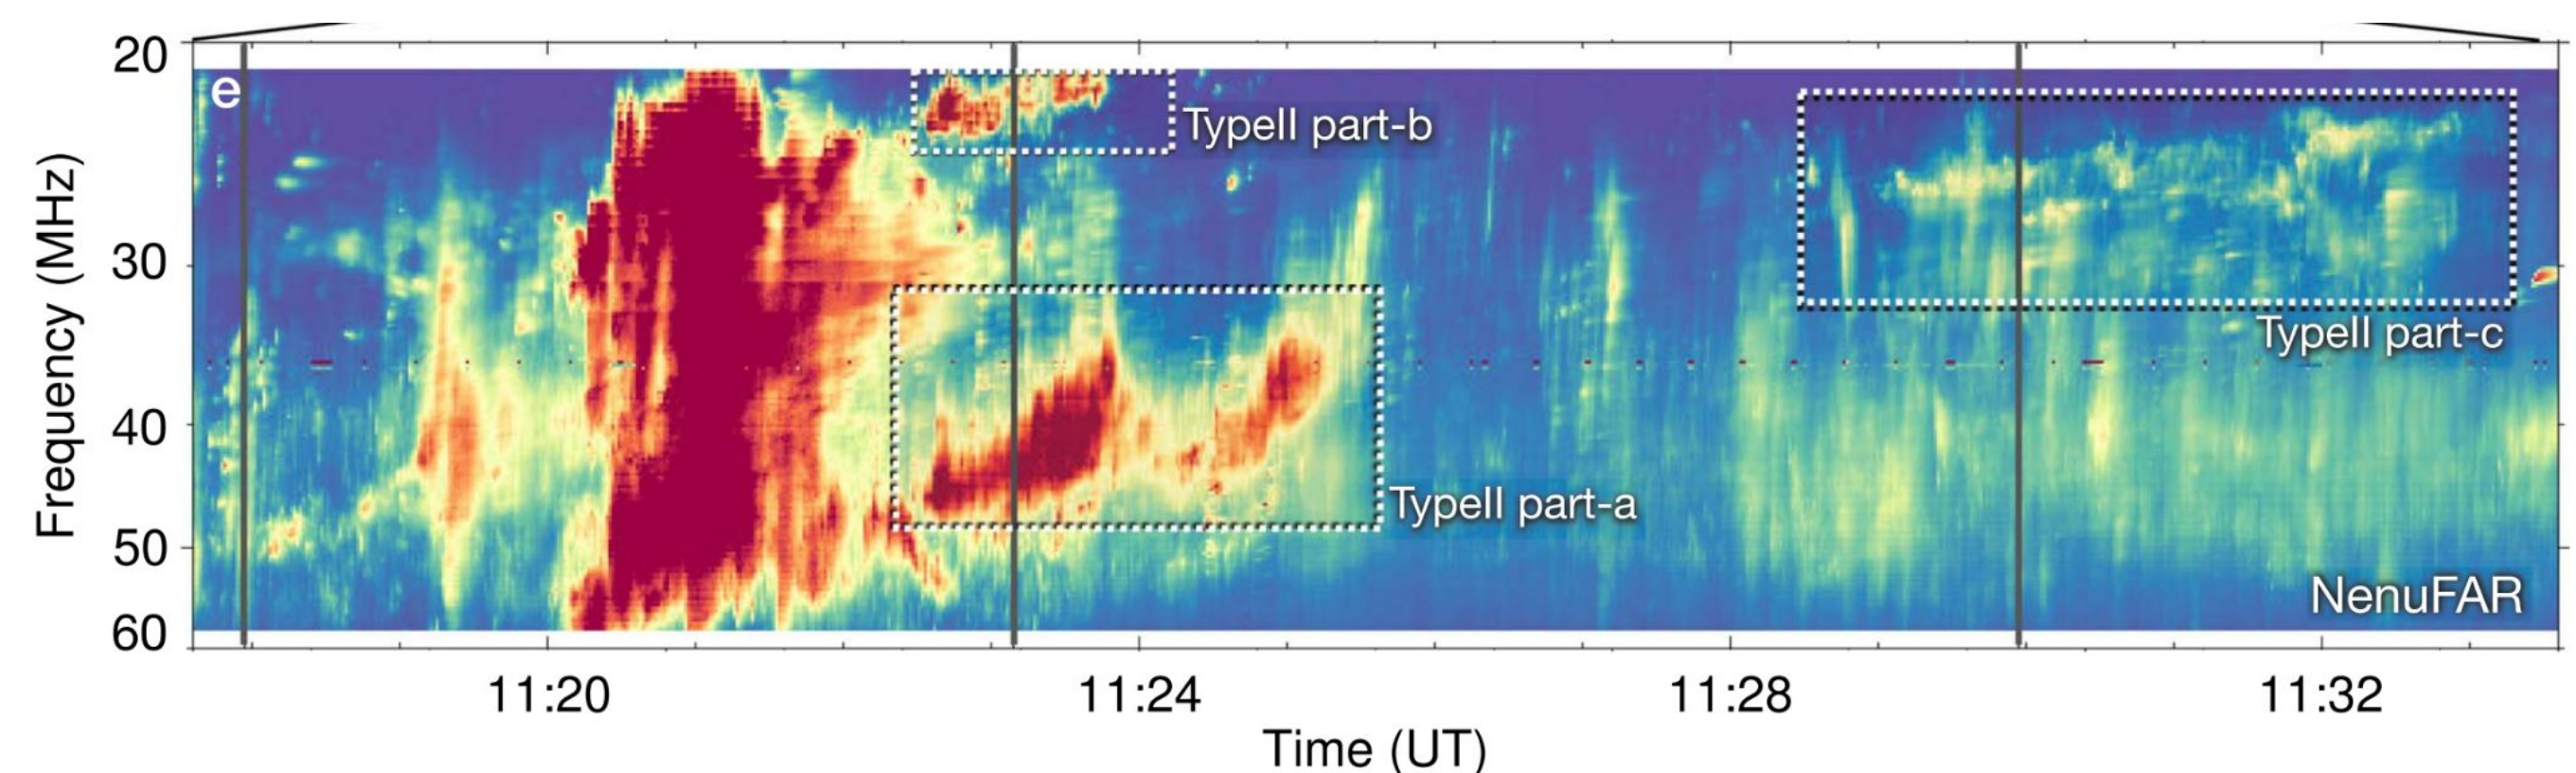 20
e
TypeII part-b
30
TypeII part-c
Frequency (MHz)
40
TypeII part-a
50
NenuFAR
60
11:20
11:24
11:28
11:32
Time (UT)